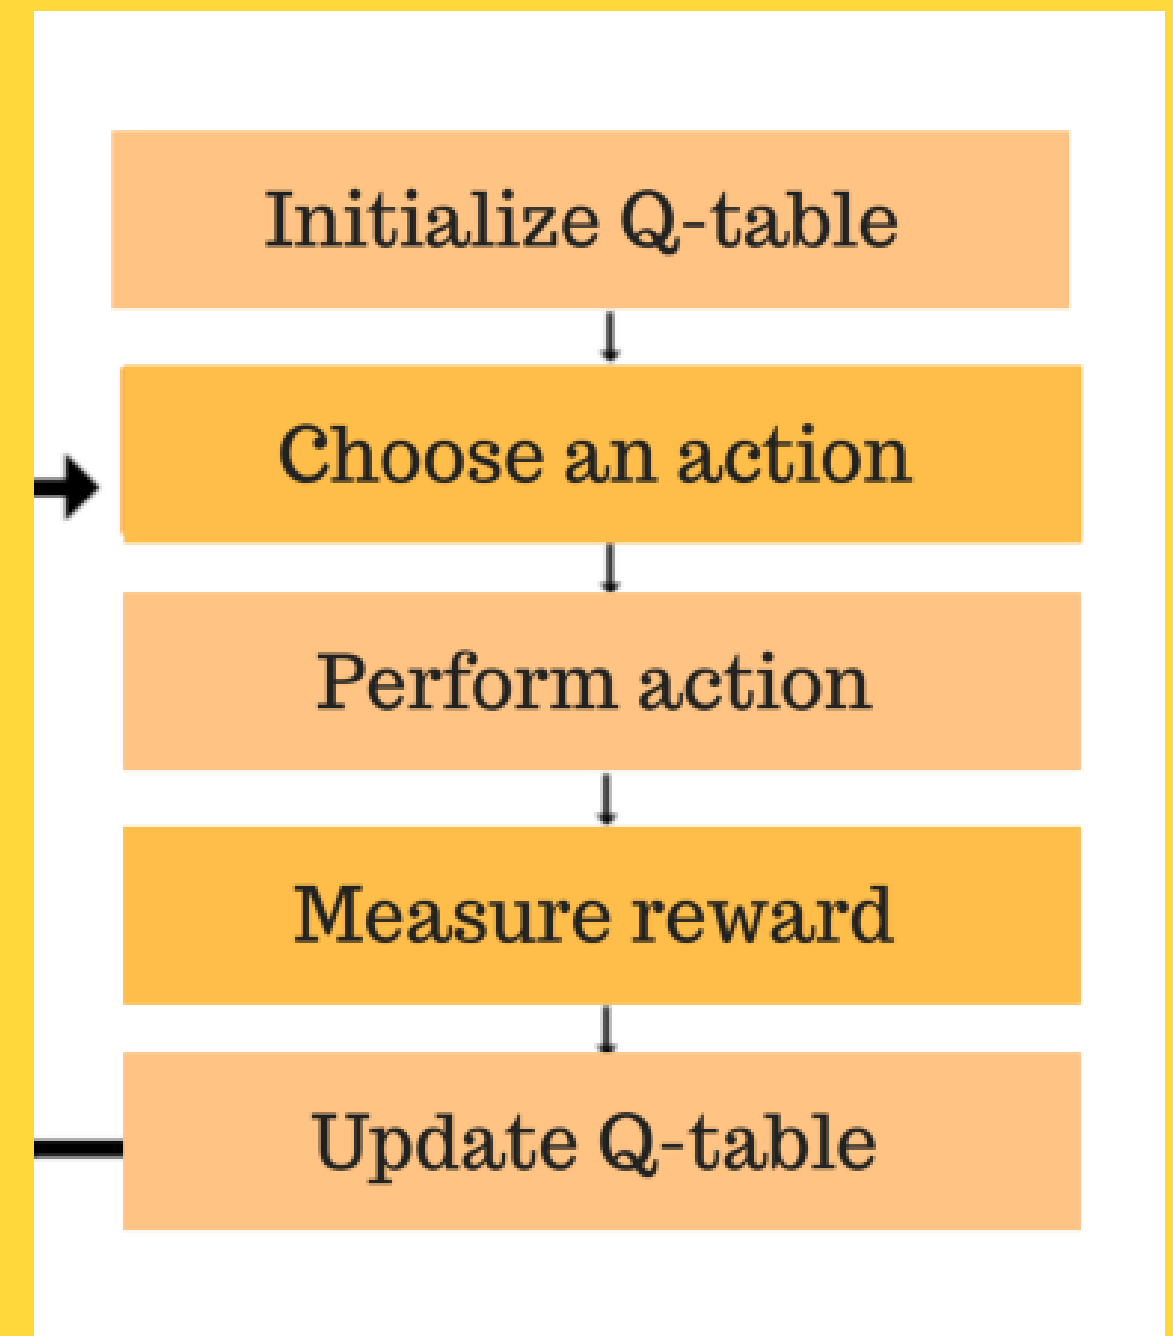 Initialize Q-table
Choose an action
Perform action
Measure reward
Update Q-table